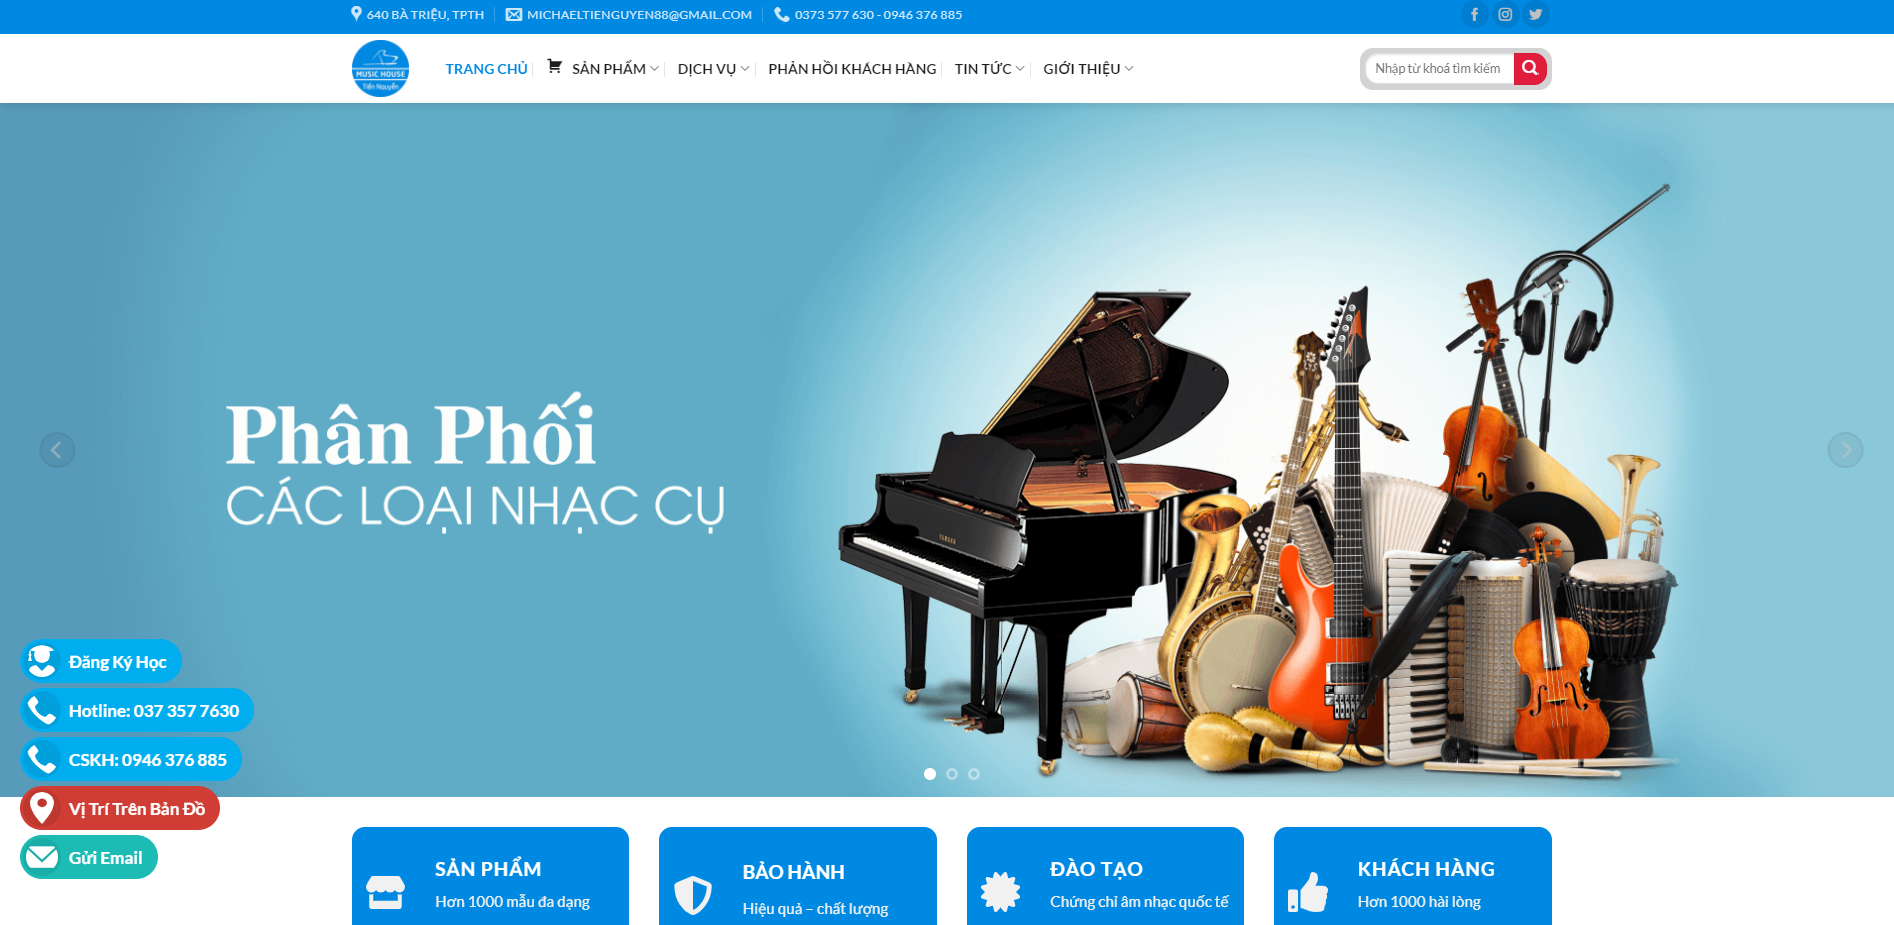 640 BÀ TRIỆU, TPTH
MICHAELTIENGUYEN88@GMAIL.COM
0373 577 630 - 0946 376 885
MUSIC HOUSE
Tiến Nguyễn
TRANG CHỦ
SẢN PHẨM
DỊCH VỤ
PHẢN HỒI KHÁCH HÀNG
TIN TỨC
GIỚI THIỆU
Nhập từ khoá tìm kiếm
Phân Phối
CÁC LOẠI NHẠC CỤ
YAMAHA
Đăng Ký Học
Hotline: 037 357 7630
CSKH: 0946 376 885
Vị Trí Trên Bản Đồ
Gửi Email
SẢN PHẨM
Hơn 1000 mẫu đa dạng
BẢO HÀNH
Hiệu quả – chất lượng
ĐÀO TẠO
Chứng chỉ âm nhạc quốc tế
KHÁCH HÀNG
Hơn 1000 hài lòng